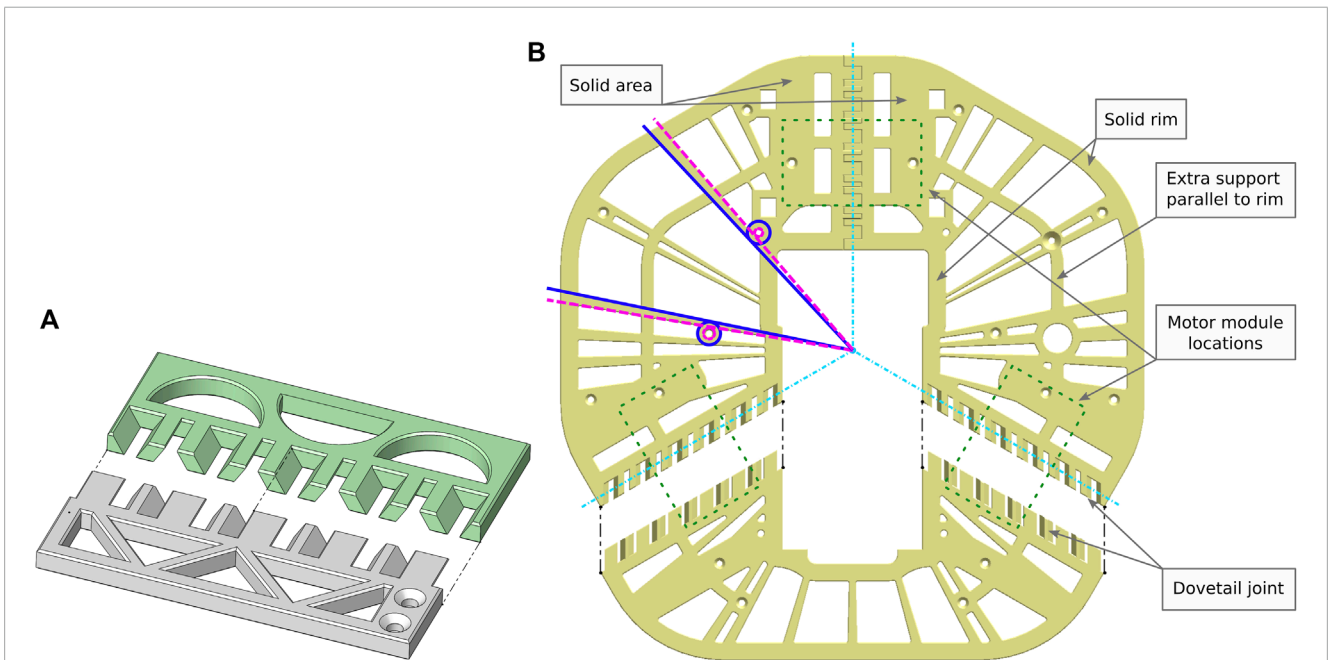 B
Solid area
Solid rim
Extra support
parallel to rim
A
Motor module
locations
Dovetail joint